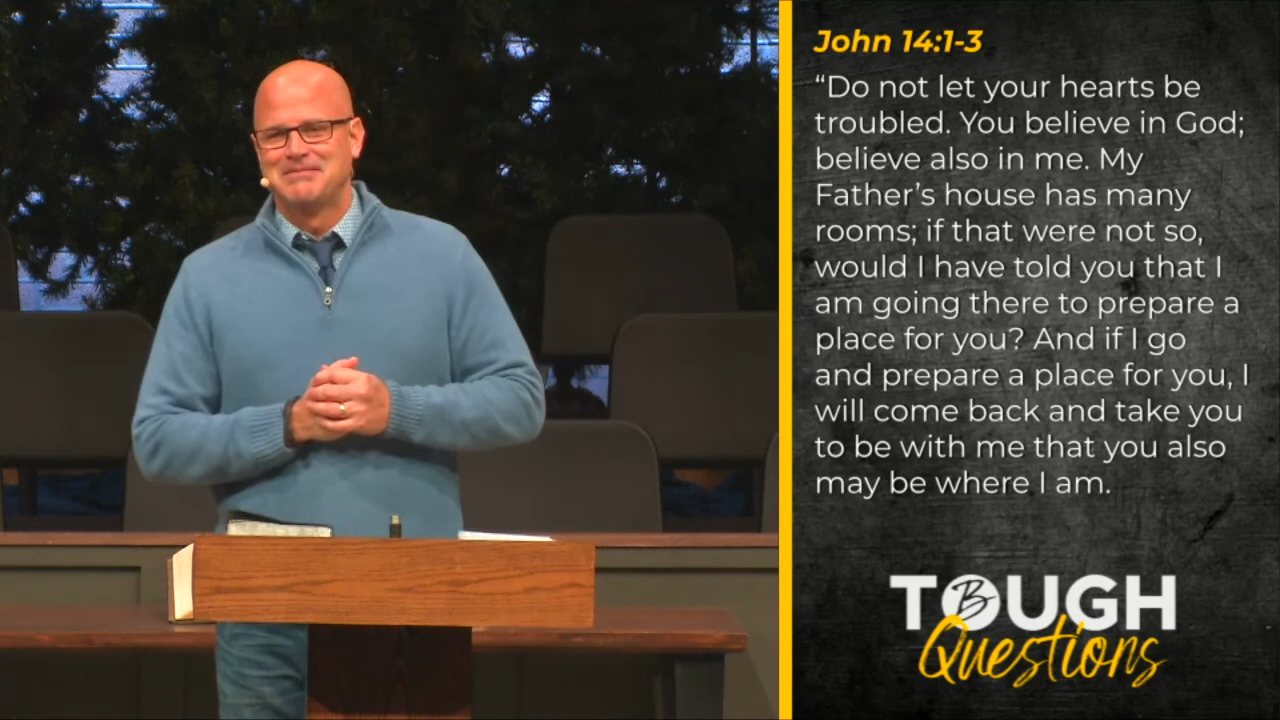 John 14:1-3
“Do not let your hearts be
troubled. You believe in God;
believe also in me. My
Father’s house has many
rooms; if that were not so,
would I have told you that I
am going there to prepare a
place for you? And if I go
and prepare a place for you, I
will come back and take you
to be with me that you also
may be where I am.
TOUGH
B
Questions